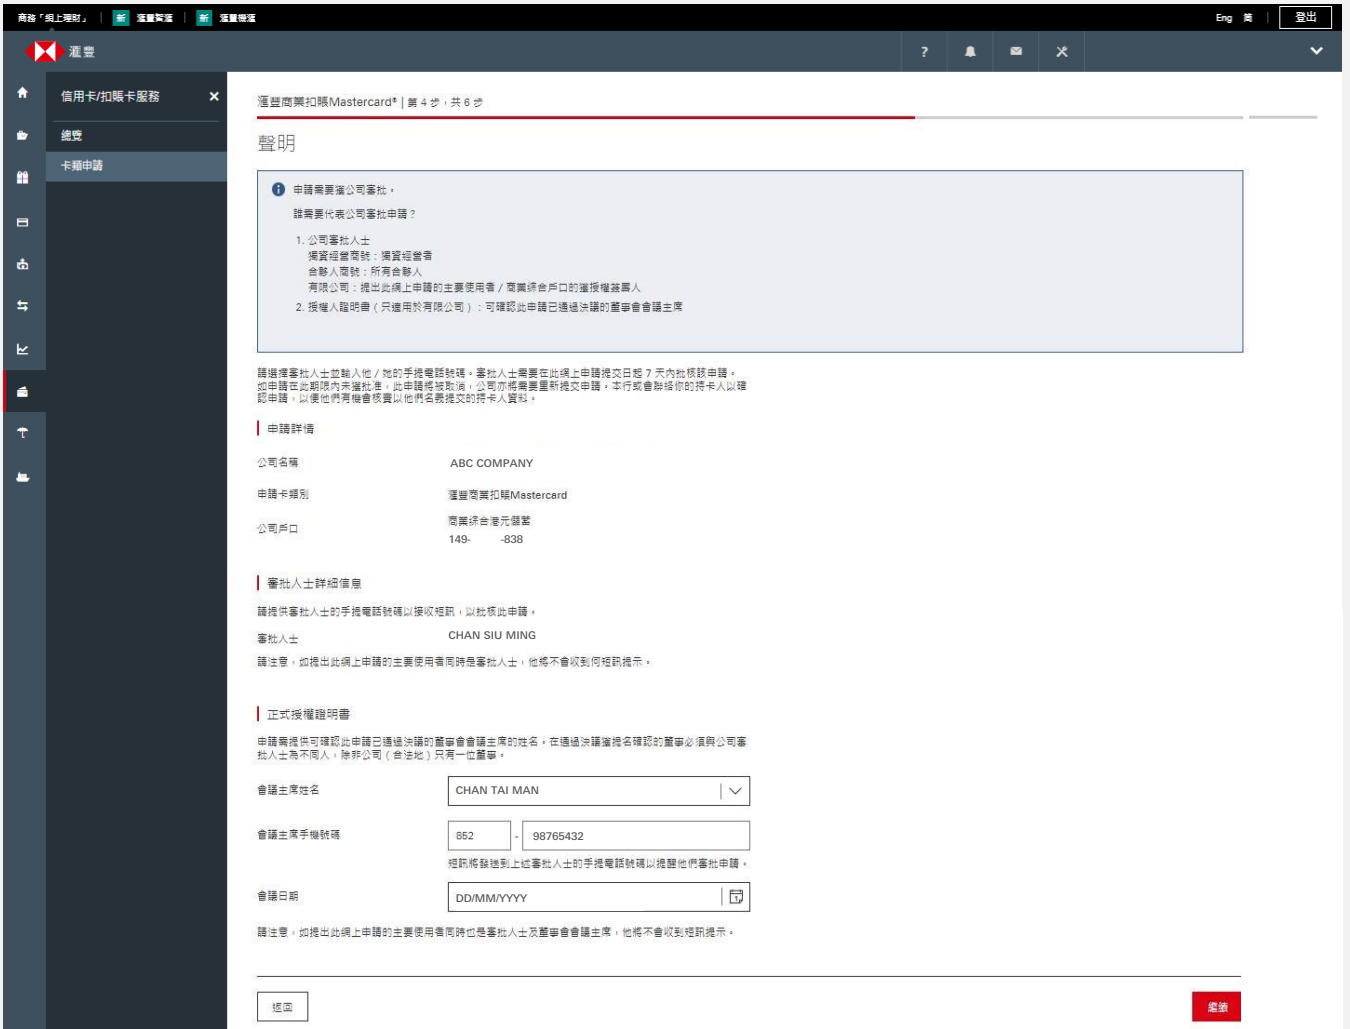 商務「網上理財」 | 新 滙豐智滙 | 新 滙豐機滙
Eng 简 | 登出
滙豐
?
信用卡/扣賬卡服務 ×
總覽
卡類申請
滙豐商業扣賬Mastercard® | 第 4 步，共 6 步
聲明
申請需要獲公司審批。
誰需要代表公司審批申請？
1. 公司審批人士
獨資經營商號：獨資經營者
合夥人商號：所有合夥人
有限公司：提出此網上申請的主要使用者 / 商業綜合戶口的獲授權簽署人
2. 授權人證明書（只適用於有限公司）：可確認此申請已通過決議的董事會會議主席
請選擇審批人士並輸入他 / 她的手提電話號碼。審批人士需要在此網上申請提交日起 7 天內批核該申請。
如申請在此期限內未獲批准，此申請將被取消，公司亦將需要重新提交申請。本行或會聯絡你的持卡人以確
認申請，以便他們有機會核實以他們名義提交的持卡人資料。
申請詳情
公司名稱 ABC COMPANY
申請卡類別 滙豐商業扣賬Mastercard
公司戶口 商業綜合港元儲蓄
149- -838
審批人士詳細信息
請提供審批人士的手提電話號碼以接收短訊，以批核此申請。
審批人士 CHAN SIU MING
請注意，如提出此網上申請的主要使用者同時是審批人士，他將不會收到何短訊提示。
正式授權證明書
申請需提供可確認此申請已通過決議的董事會會議主席的姓名。在通過決議獲提名確認的董事必須與公司審
批人士為不同人，除非公司（合法地）只有一位董事。
會議主席姓名 CHAN TAI MAN
會議主席手機號碼 852 - 98765432
短訊將發送到上述審批人士的手提電話號碼以提醒他們審批申請。
會議日期 DD/MM/YYYY
請注意，如提出此網上申請的主要使用者同時也是審批人士及董事會會議主席，他將不會收到短訊提示。
返回 繼續